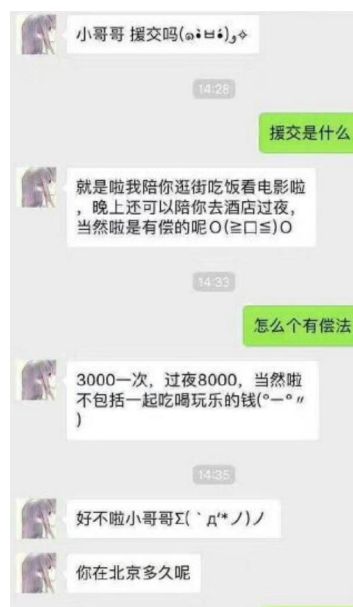 小哥哥 援交吗(๑•̀ㅂ•́)و✧
14:28
援交是什么
就是啦我陪你逛街吃饭看电影啦
，晚上还可以陪你去酒店过夜，
当然啦是有偿的呢O(≧口≦)O
14:33
怎么个有偿法
3000一次，过夜8000，当然啦
不包括一起吃喝玩乐的钱(°ー°〃
)
14:35
好不啦小哥哥Σ(｀д′*ノ)ノ
你在北京多久呢